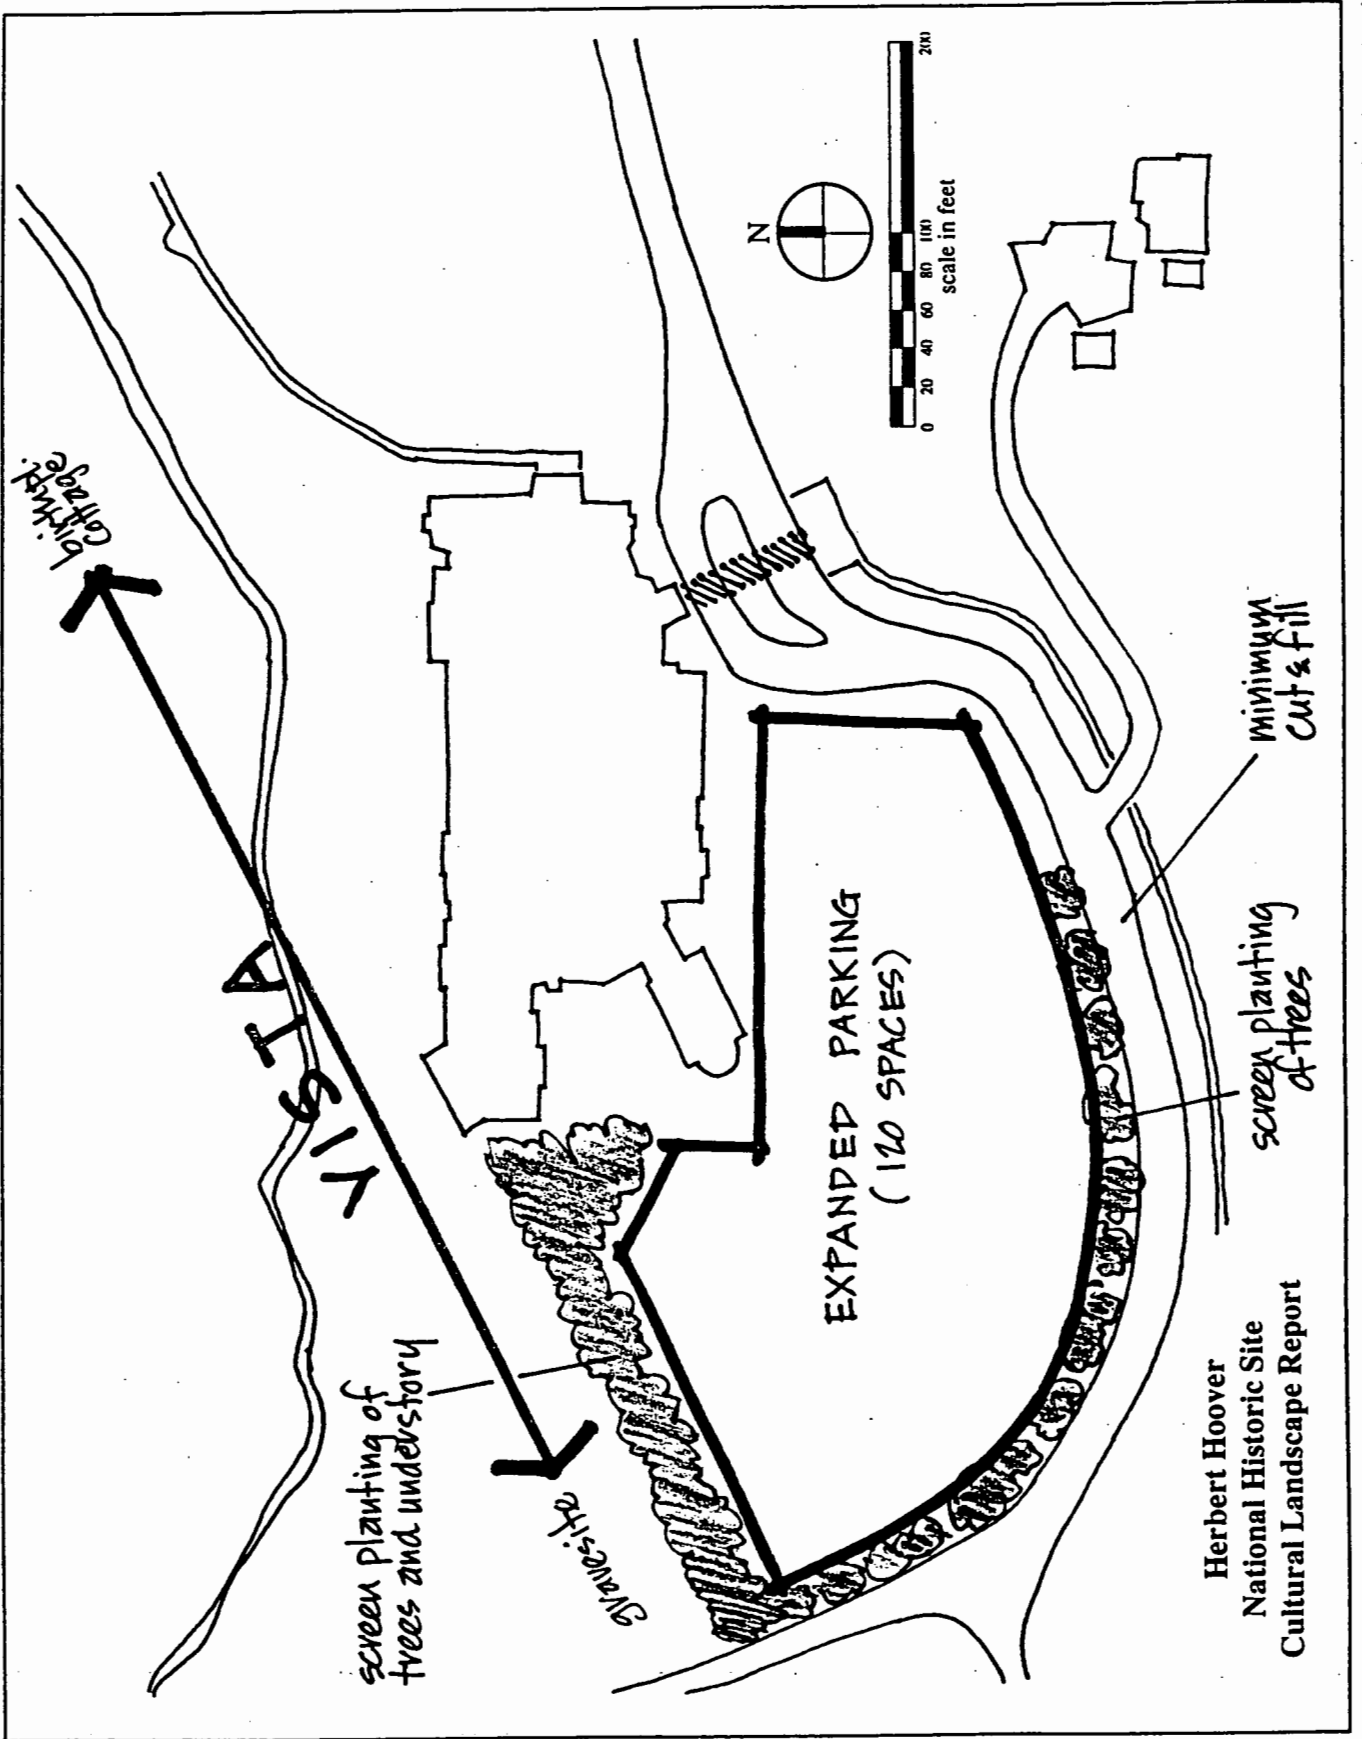 birthpl.
cottage
VISTA
screen planting of
trees and understory
gravesite
EXPANDED PARKING
(120 SPACES)
N
0 20 40 60 80 100 200
scale in feet
minimum
cut & fill
screen planting
of trees
Herbert Hoover
National Historic Site
Cultural Landscape Report